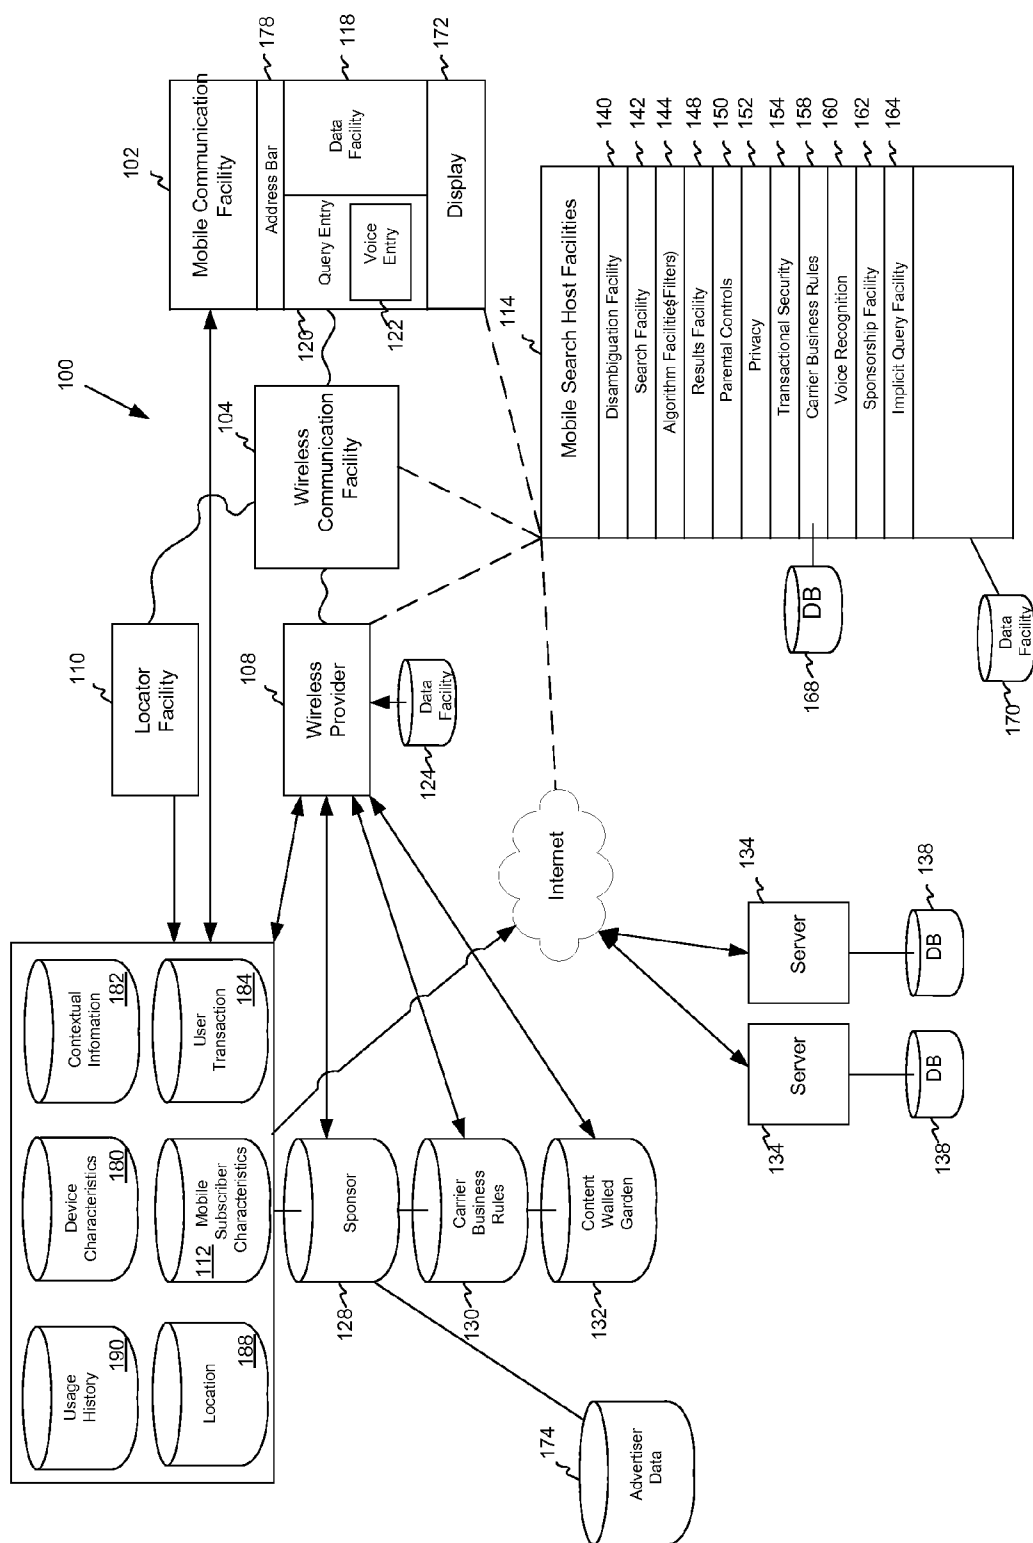 100
102
Mobile Communication
Facility
178
Address Bar
118
Data
Facility
120
Query Entry
122
Voice
Entry
172
Display
104
Wireless
Communication
Facility
110
Locator
Facility
108
Wireless
Provider
124
Data
Facility
Contextual
Infomation
182
User
Transaction
184
Device
Characteristics
180
Mobile
Subscriber
Characteristics
112
Usage
History
190
Location
188
Sponsor
128
Carrier
Business
Rules
130
Content
Walled
Garden
132
174
Advertiser
Data
Internet
134
Server
138
DB
134
Server
138
DB
114
Mobile Search Host Facilities
Disambiguation Facility
140
Search Facility
142
Algorithm Facilities(Filters)
144
Results Facility
148
Parental Controls
150
Privacy
152
Transactional Security
154
Carrier Business Rules
158
Voice Recognition
160
Sponsorship Facility
162
Implicit Query Facility
164
DB
168
Data
Facility
170